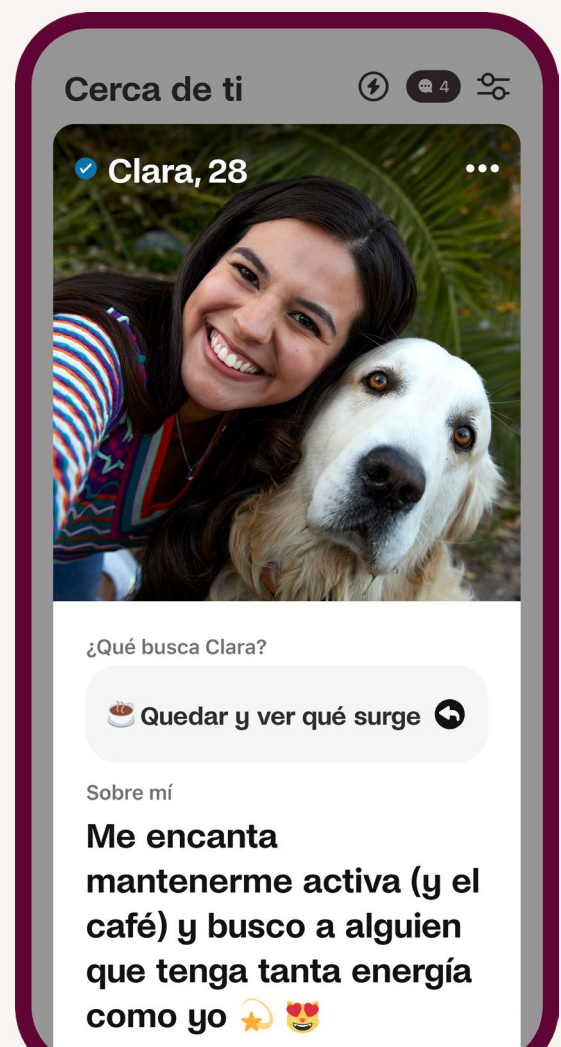 Cerca de ti
4
Clara, 28
¿Qué busca Clara?
☕ Quedar y ver qué surge
Sobre mí
Me encanta
mantenerme activa (y el
café) y busco a alguien
que tenga tanta energía
como yo 💫 😻